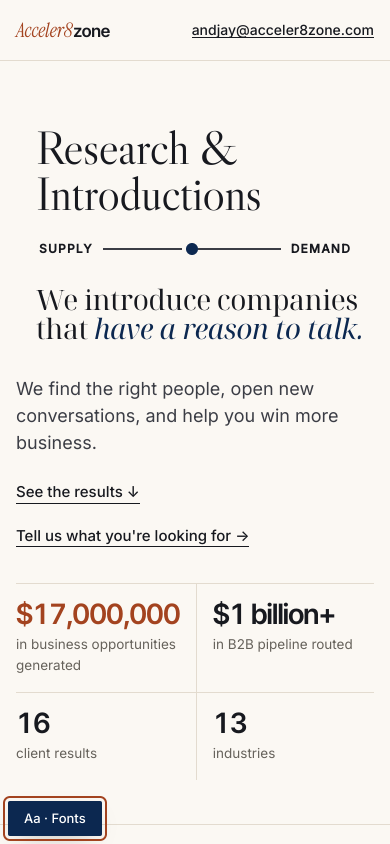 Acceler8zone
andjay@acceler8zone.com
Research &
Introductions
SUPPLY DEMAND
We introduce companies
that have a reason to talk.
We find the right people, open new
conversations, and help you win more
business.
See the results ↓
Tell us what you're looking for →
$17,000,000
in business opportunities
generated
$1 billion+
in B2B pipeline routed
16
client results
13
industries
Aa · Fonts